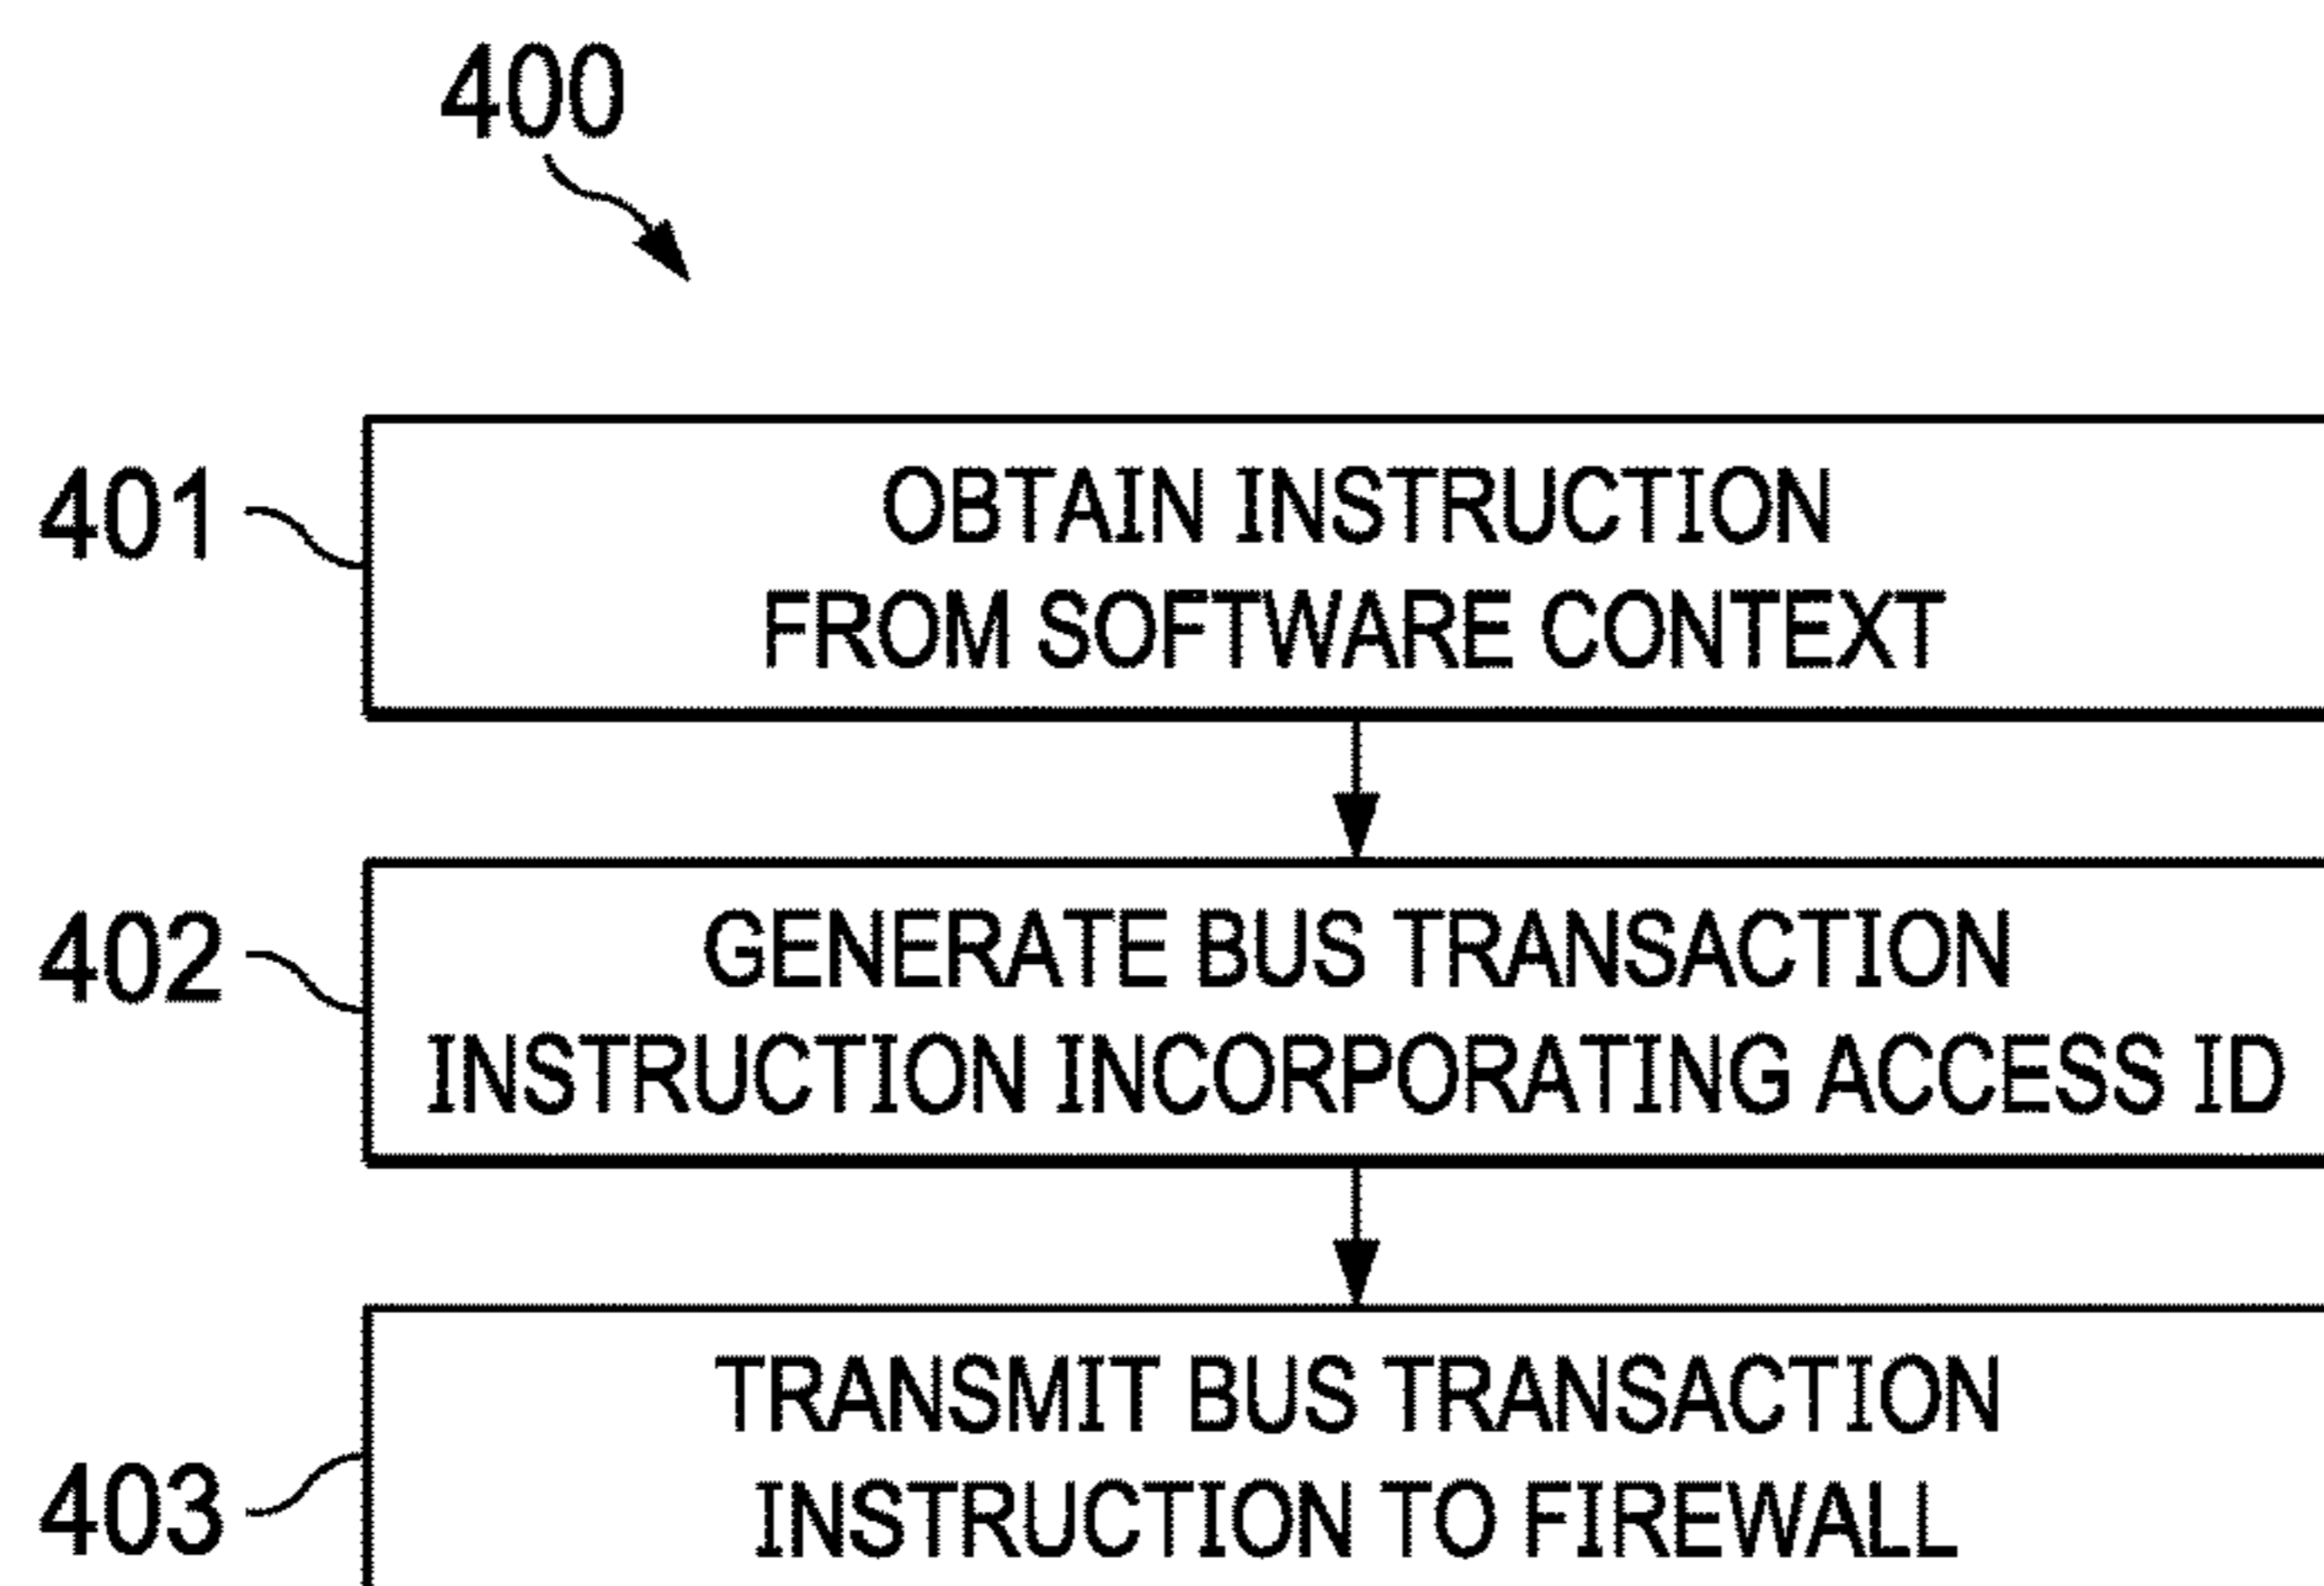 400
401
OBTAIN INSTRUCTION
FROM SOFTWARE CONTEXT
402
GENERATE BUS TRANSACTION
INSTRUCTION INCORPORATING ACCESS ID
403
TRANSMIT BUS TRANSACTION
INSTRUCTION TO FIREWALL